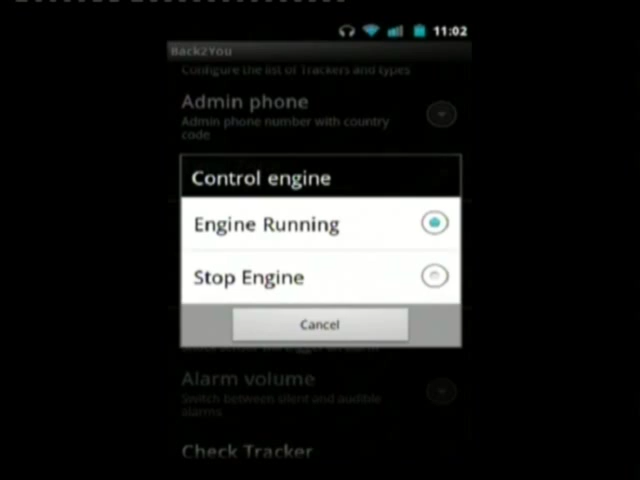 11:02
Back2You
Configure the list of Trackers and types
Admin phone
Admin phone number with country
code
Control engine
Engine Running
Stop Engine
Cancel
Alarm volume
Switch between silent and audible
alarms
Check Tracker